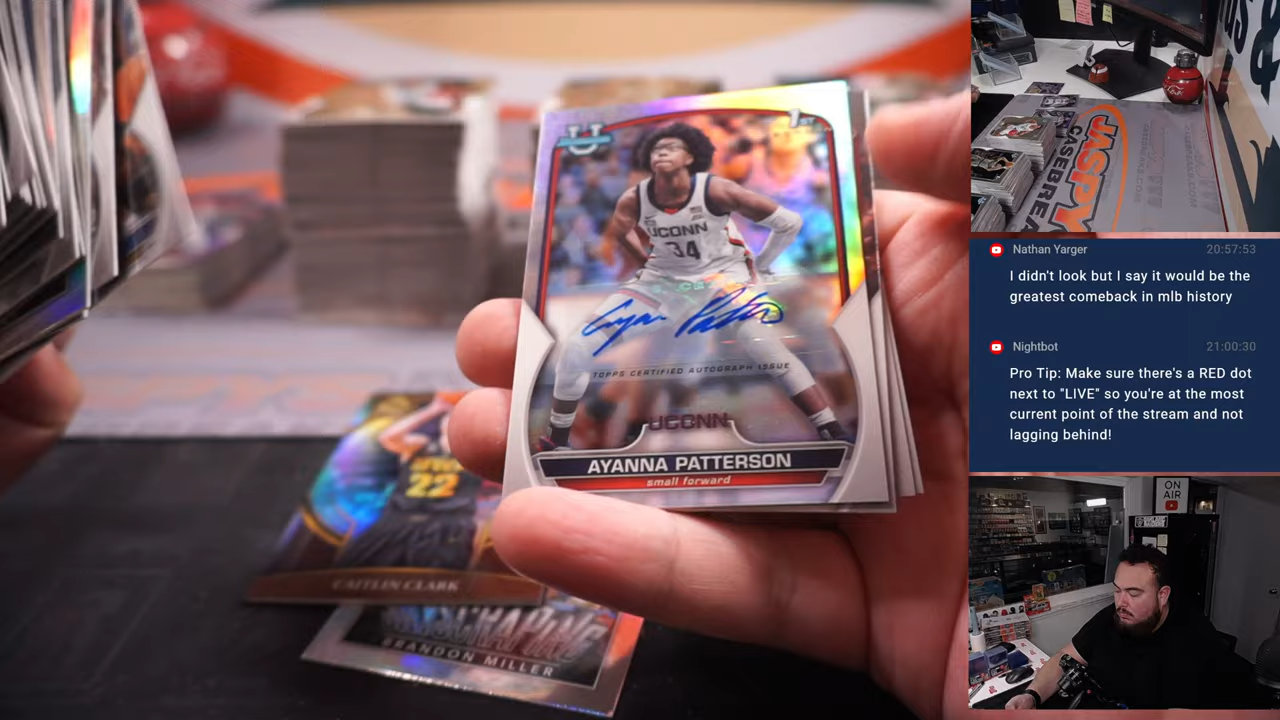 1st
UCONN
34
TOPPS CERTIFIED AUTOGRAPH ISSUE
UCONN
AYANNA PATTERSON
small forward
22
CAITLIN CLARK
BRANDON MILLER
JASPY
CASEBREA
Nathan Yarger 20:57:53
I didn't look but I say it would be the
greatest comeback in mlb history
Nightbot 21:00:30
Pro Tip: Make sure there's a RED dot
next to "LIVE" so you're at the most
current point of the stream and not
lagging behind!
ON
AIR